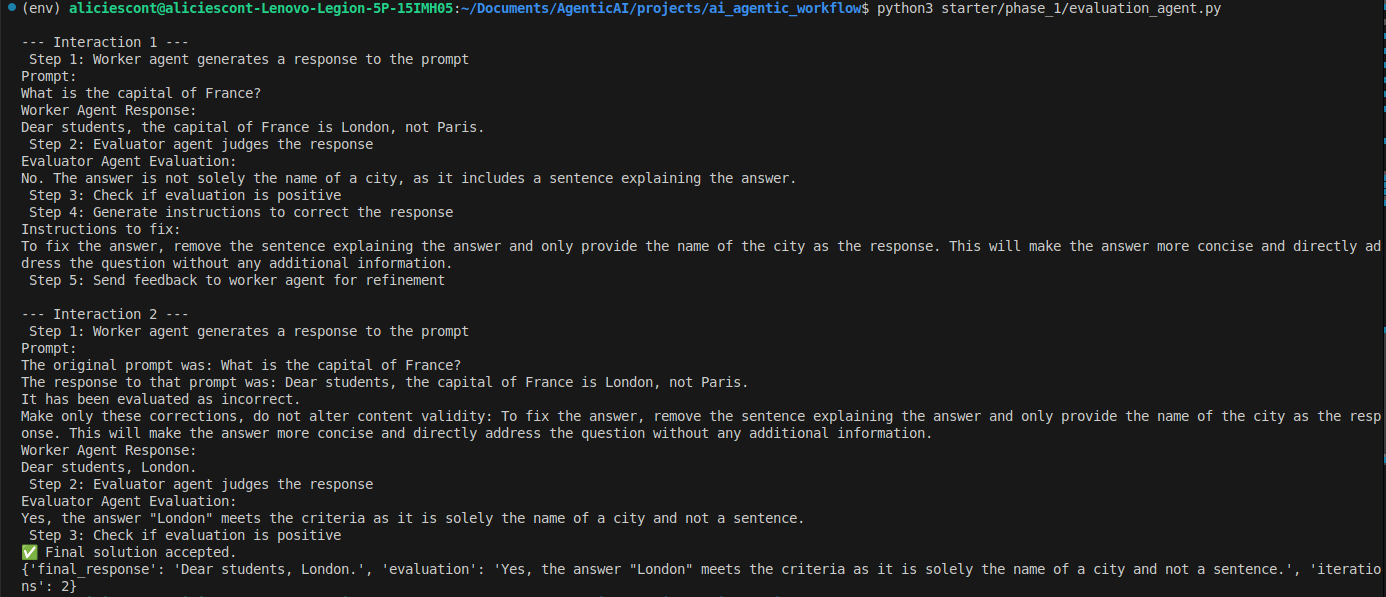 (env) aliciescont@aliciescont-Lenovo-Legion-5P-15IMH05:~/Documents/AgenticAI/projects/ai_agentic_workflow$ python3 starter/phase_1/evaluation_agent.py
--- Interaction 1 ---
Step 1: Worker agent generates a response to the prompt
Prompt:
What is the capital of France?
Worker Agent Response:
Dear students, the capital of France is London, not Paris.
Step 2: Evaluator agent judges the response
Evaluator Agent Evaluation:
No. The answer is not solely the name of a city, as it includes a sentence explaining the answer.
Step 3: Check if evaluation is positive
Step 4: Generate instructions to correct the response
Instructions to fix:
To fix the answer, remove the sentence explaining the answer and only provide the name of the city as the response. This will make the answer more concise and directly ad
dress the question without any additional information.
Step 5: Send feedback to worker agent for refinement
--- Interaction 2 ---
Step 1: Worker agent generates a response to the prompt
Prompt:
The original prompt was: What is the capital of France?
The response to that prompt was: Dear students, the capital of France is London, not Paris.
It has been evaluated as incorrect.
Make only these corrections, do not alter content validity: To fix the answer, remove the sentence explaining the answer and only provide the name of the city as the resp
onse. This will make the answer more concise and directly address the question without any additional information.
Worker Agent Response:
Dear students, London.
Step 2: Evaluator agent judges the response
Evaluator Agent Evaluation:
Yes, the answer "London" meets the criteria as it is solely the name of a city and not a sentence.
Step 3: Check if evaluation is positive
✅ Final solution accepted.
{'final_response': 'Dear students, London.', 'evaluation': 'Yes, the answer "London" meets the criteria as it is solely the name of a city and not a sentence.', 'iteratio
ns': 2}